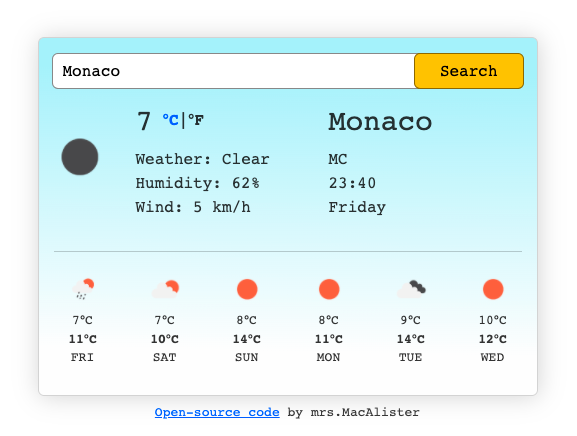 Monaco
Search
7 °C|°F
Monaco
Weather: Clear
MC
Humidity: 62%
23:40
Wind: 5 km/h
Friday
7°C 7°C 8°C 8°C 9°C 10°C
11°C 10°C 14°C 11°C 14°C 12°C
FRI SAT SUN MON TUE WED
Open-source code by mrs.MacAlister